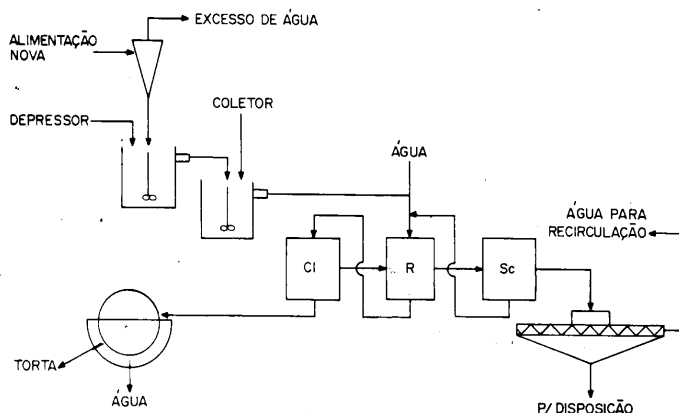 EXCESSO DE ÁGUA
ALIMENTAÇÃO
NOVA
COLETOR
DEPRESSOR
ÁGUA
ÁGUA PARA
RECIRCULAÇÃO
Cl
R
Sc
TORTA
ÁGUA
P/ DISPOSIÇÃO